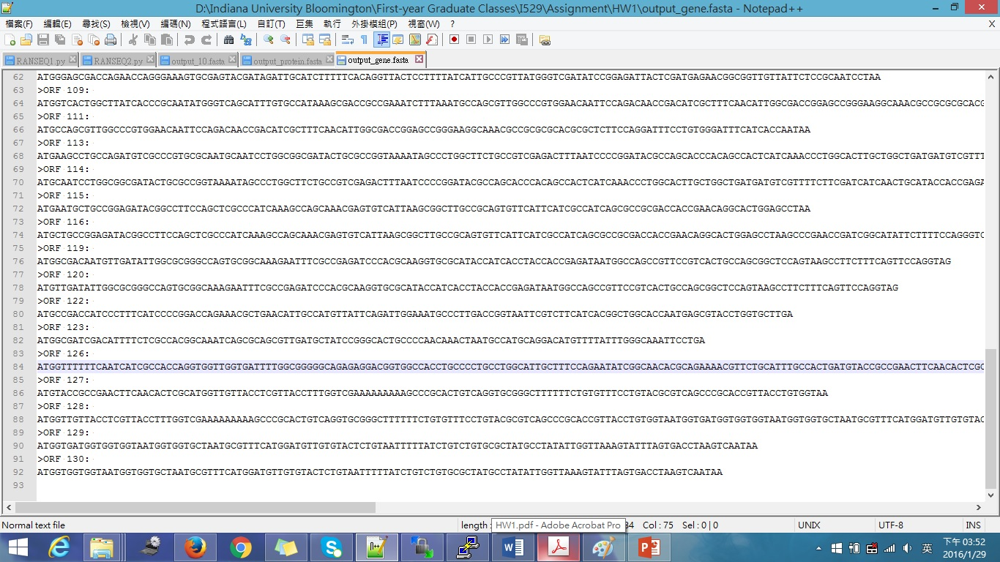 D:\Indiana University Bloomington\First-year Graduate Classes\I529\Assignment\HW1\output_gene.fasta - Notepad++
檔案(F) 編輯(E) 尋找(S) 檢視(V) 編碼(N) 程式語言(L) 自訂(T) 巨集 執行 外掛模組(P) 視窗(W) ? X
RANSEQ1.py RANSEQ2.py output_10.fasta output_protein.fasta output_gene.fasta
62 ATGGGAGCGACCAGAACCAGGGAAAGTGCGAGTACGATAGATTGCATCTTTTTCACAGGTTACTCCTTTTATCATTGCCCGTTATGGGTCGATATCCGGAGATTACTCGATGAGAACGGCGGTTGTTATTCTCCGCAATCCTAA
63 >ORF 109:
64 ATGGTCACTGGCTTATCACCCGCAATATGGGTCAGCATTTGTGCCATAAAGCGACCGCCGAAATCTTTAAATGCCAGCGTTGGCCCGTGGAACAATTCCAGACAACCGACATCGCTTTCAACATTGGCGACCGGAGCCGGGAAGGCAAACGCCGCGCGCACG
65 >ORF 111:
66 ATGCCAGCGTTGGCCCGTGGAACAATTCCAGACAACCGACATCGCTTTCAACATTGGCGACCGGAGCCGGGAAGGCAAACGCCGCGCGCACGCGCTCTTCCAGGATTTCCTGTGGGATTTCATCACCAATAA
67 >ORF 113:
68 ATGAAGCCTGCCAGATGTCGCCCGTGCGCAATGCAATCCTGGCGGCGATACTGCGCCGGTAAAATAGCCCTGGCTTCTGCCGTCGAGACTTTAATCCCCGGATACGCCAGCACCCACAGCCACTCATCAAACCCTGGCACTTGCTGGCTGATGATGTCGTTT
69 >ORF 114:
70 ATGCAATCCTGGCGGCGATACTGCGCCGGTAAAATAGCCCTGGCTTCTGCCGTCGAGACTTTAATCCCCGGATACGCCAGCACCCACAGCCACTCATCAAACCCTGGCACTTGCTGGCTGATGATGTCGTTTTCTTCGATCATCAACTGCATACCACCGAGA
71 >ORF 115:
72 ATGAATGCTGCCGGAGATACGGCCTTCCAGCTCGCCCATCAAAGCCAGCAAACGAGTGTCATTAAGCGGCTTGCCGCAGTGTTCATTCATCGCCATCAGCGCCGCGACCACCGAACAGGCACTGGAGCCTAA
73 >ORF 116:
74 ATGCTGCCGGAGATACGGCCTTCCAGCTCGCCCATCAAAGCCAGCAAACGAGTGTCATTAAGCGGCTTGCCGCAGTGTTCATTCATCGCCATCAGCGCCGCGACCACCGAACAGGCACTGGAGCCTAAGCCCGAACCGATCGGCATATTCTTTTCCAGGGTC
75 >ORF 119:
76 ATGGCGACAATGTTGATATTGGCGCGGGCCAGTGCGGCAAAGAATTTCGCCGAGATCCCACGCAAGGTGCGCATACCATCACCTACCACCGAGATAATGGCCAGCCGTTCCGTCACTGCCAGCGGCTCCAGTAAGCCTTCTTTCAGTTCCAGGTAG
77 >ORF 120:
78 ATGTTGATATTGGCGCGGGCCAGTGCGGCAAAGAATTTCGCCGAGATCCCACGCAAGGTGCGCATACCATCACCTACCACCGAGATAATGGCCAGCCGTTCCGTCACTGCCAGCGGCTCCAGTAAGCCTTCTTTCAGTTCCAGGTAG
79 >ORF 122:
80 ATGCCGACCATCCCTTTCATCCCCGGACCAGAAACGCTGAACATTGCCATGTTATTCAGATTGGAAATGCCCTTGACCGGTAATTCGTCTTCATCACGGCTGGCACCAATGAGCGTACCTGGTGCTTGA
81 >ORF 123:
82 ATGGCGATCGACATTTTCTCGCCACGGCAAATCAGCGCAGCGTTGATGCTATCCGGGCACTGCCCCAACAAACTAATGCCATGCAGGACATGTTTTATTTGGGCAAATTCCTGA
83 >ORF 126:
84 ATGGTTTTTTCAATCATCGCCACCAGGTGGTTGGTGATTTTGGCGGGGGCAGAGAGGACGGTGGCCACCTGCCCCTGCCTGGCATTGCTTTCCAGAATATCGGCAACACGCAGAAAACGTTCTGCATTTGCCACTGATGTACCGCCGAACTTCAACACTCGC
85 >ORF 127:
86 ATGTACCGCCGAACTTCAACACTCGCATGGTTGTTACCTCGTTACCTTTGGTCGAAAAAAAAAGCCCGCACTGTCAGGTGCGGGCTTTTTTCTGTGTTTCCTGTACGCGTCAGCCCGCACCGTTACCTGTGGTAA
87 >ORF 128:
88 ATGGTTGTTACCTCGTTACCTTTGGTCGAAAAAAAAAGCCCGCACTGTCAGGTGCGGGCTTTTTTCTGTGTTTCCTGTACGCGTCAGCCCGCACCGTTACCTGTGGTAATGGTGATGGTGGTGGTAATGGTGGTGCTAATGCGTTTCATGGATGTTGTGTAC
89 >ORF 129:
90 ATGGTGATGGTGGTGGTAATGGTGGTGCTAATGCGTTTCATGGATGTTGTGTACTCTGTAATTTTTATCTGTCTGTGCGCTATGCCTATATTGGTTAAAGTATTTAGTGACCTAAGTCAATAA
91 >ORF 130:
92 ATGGTGGTGGTAATGGTGGTGCTAATGCGTTTCATGGATGTTGTGTACTCTGTAATTTTTATCTGTCTGTGCGCTATGCCTATATTGGTTAAAGTATTTAGTGACCTAAGTCAATAA
93
Normal text file length : HW1.pdf - Adobe Acrobat Pro 84 Col : 75 Sel : 0 | 0 UNIX UTF-8 INS
英 下午 03:52
2016/1/29